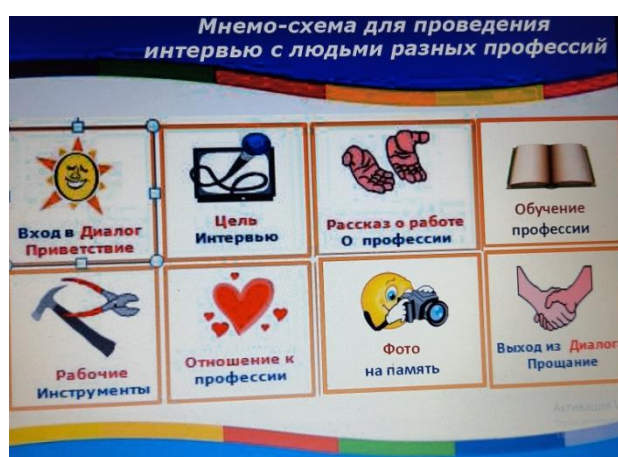 Мнемо-схема для проведения
интервью с людьми разных профессий
Вход в Диалог
Приветствие
Цель
Интервью
Рассказ о работе
О профессии
Обучение
профессии
Рабочие
Инструменты
Отношение к
профессии
Фото
на память
Выход из Диалог
Прощание
Активация